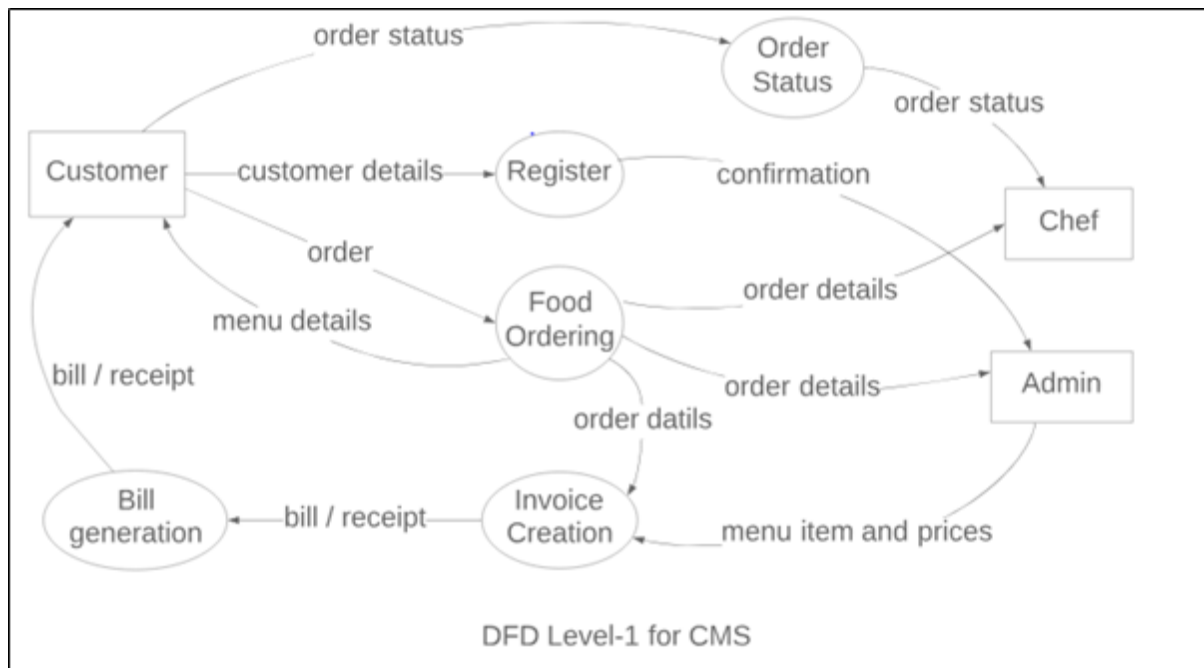 order status
Order
Status
order status
Customer
customer details
Register
confirmation
Chef
order
order details
menu details
Food
Ordering
bill / receipt
order details
Admin
order datils
Bill
generation
bill / receipt
Invoice
Creation
menu item and prices
DFD Level-1 for CMS